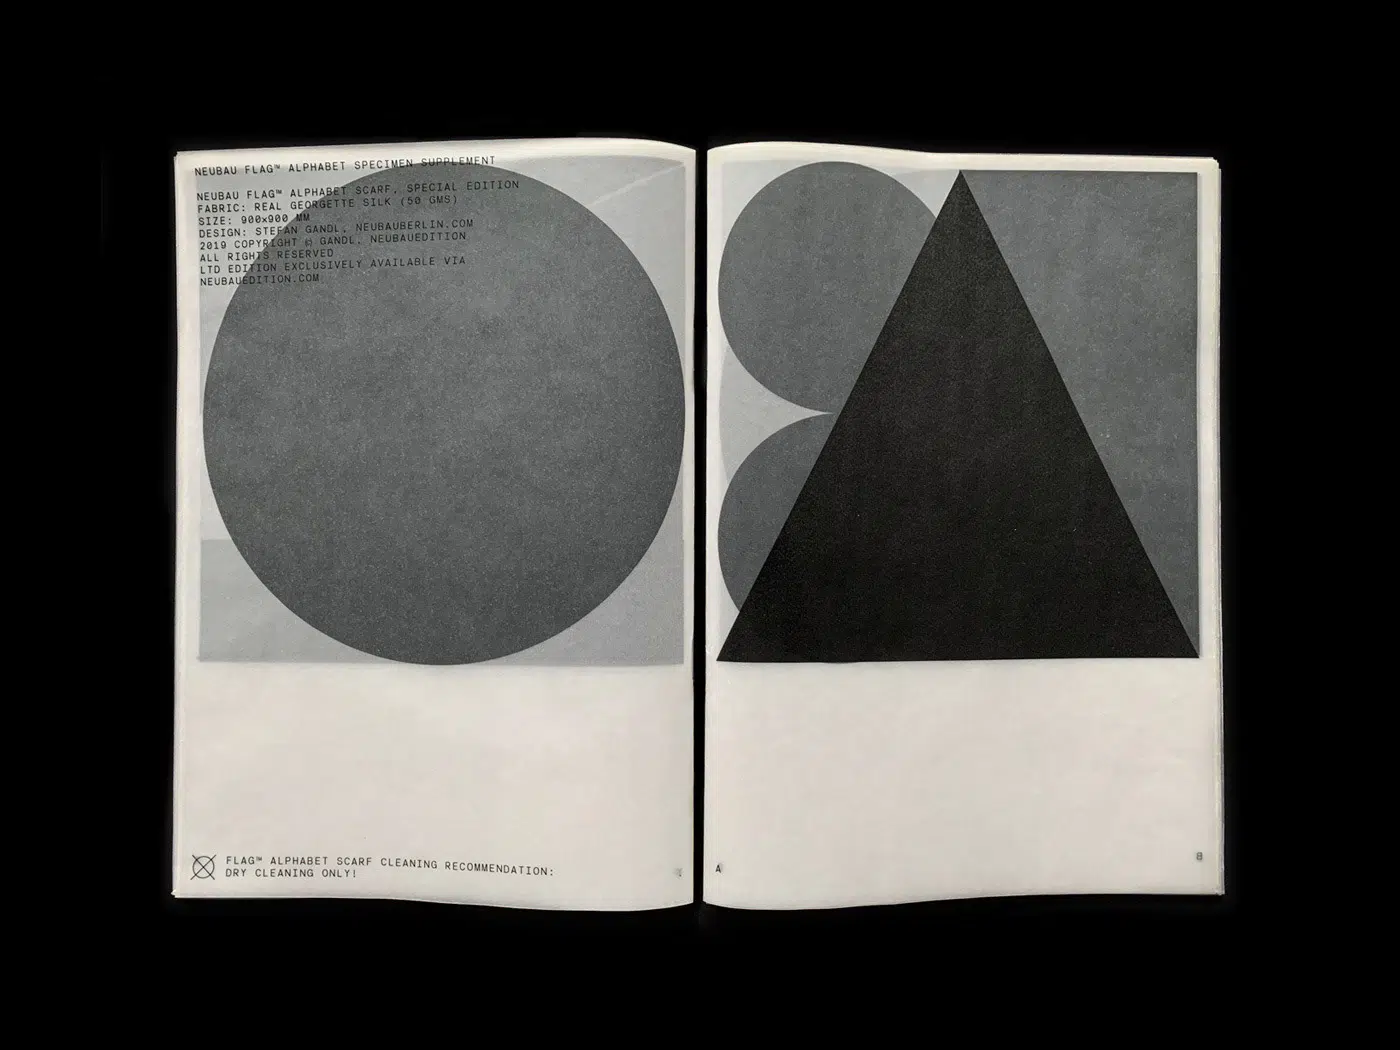 NEUBAU FLAG™ ALPHABET SPECIMEN SUPPLEMENT
NEUBAU FLAG™ ALPHABET SCARF, SPECIAL EDITION
FABRIC: REAL GEORGETTE SILK (50 GMS)
SIZE: 900x900 MM
DESIGN: STEFAN GANDL, NEUBAUBERLIN.COM
2019 COPYRIGHT © GANDL, NEUBAUEDITION
ALL RIGHTS RESERVED
LTD EDITION EXCLUSIVELY AVAILABLE VIA
NEUBAUEDITION.COM
FLAG™ ALPHABET SCARF CLEANING RECOMMENDATION:
DRY CLEANING ONLY!
A